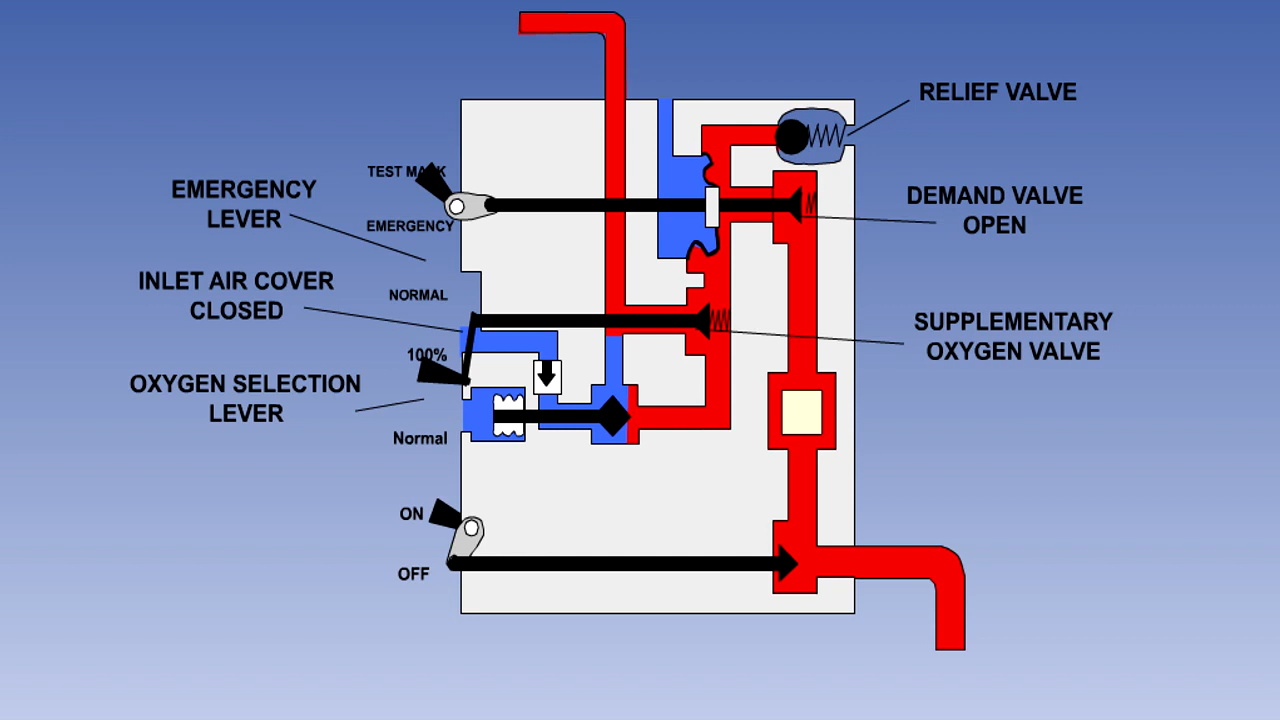 RELIEF VALVE
TEST MASK
EMERGENCY
LEVER
DEMAND VALVE
OPEN
EMERGENCY
INLET AIR COVER
CLOSED
NORMAL
SUPPLEMENTARY
OXYGEN VALVE
100%
OXYGEN SELECTION
LEVER
Normal
ON
OFF